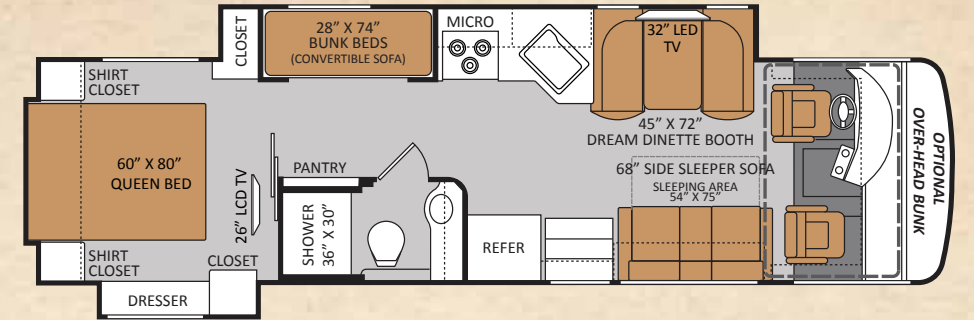 CLOSET
28” X 74”
BUNK BEDS
(CONVERTIBLE SOFA)
MICRO
32” LED
TV
SHIRT
CLOSET
60” X 80”
QUEEN BED
26” LCD TV
PANTRY
SHOWER
36” X 30”
45” X 72”
DREAM DINETTE BOOTH
68” SIDE SLEEPER SOFA
SLEEPING AREA
54” X 75”
REFER
SHIRT
CLOSET
CLOSET
DRESSER
OPTIONAL
OVER-HEAD BUNK